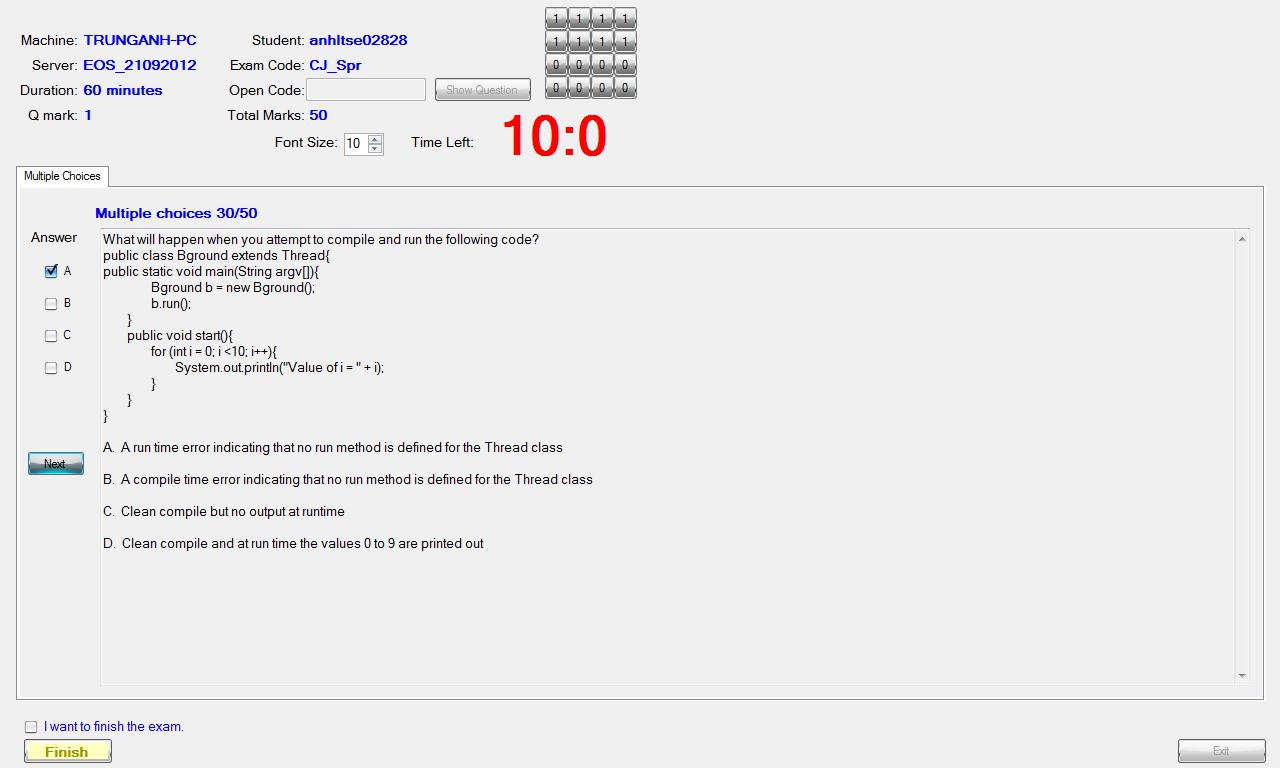 Machine: TRUNGANH-PC Student: anhltse02828
Server: EOS_21092012 Exam Code: CJ_Spr
Duration: 60 minutes Open Code: Show Question
Q mark: 1 Total Marks: 50
1 1 1 1
1 1 1 1
0 0 0 0
0 0 0 0
Font Size: 10 Time Left: 10:0
Multiple Choices
Multiple choices 30/50
Answer
A
B
C
D
Next
What will happen when you attempt to compile and run the following code?
public class Bground extends Thread{
public static void main(String argv[]){
Bground b = new Bground();
b.run();
}
public void start(){
for (int i = 0; i <10; i++){
System.out.println("Value of i = " + i);
}
}
}
A. A run time error indicating that no run method is defined for the Thread class
B. A compile time error indicating that no run method is defined for the Thread class
C. Clean compile but no output at runtime
D. Clean compile and at run time the values 0 to 9 are printed out
I want to finish the exam.
Finish
Exit